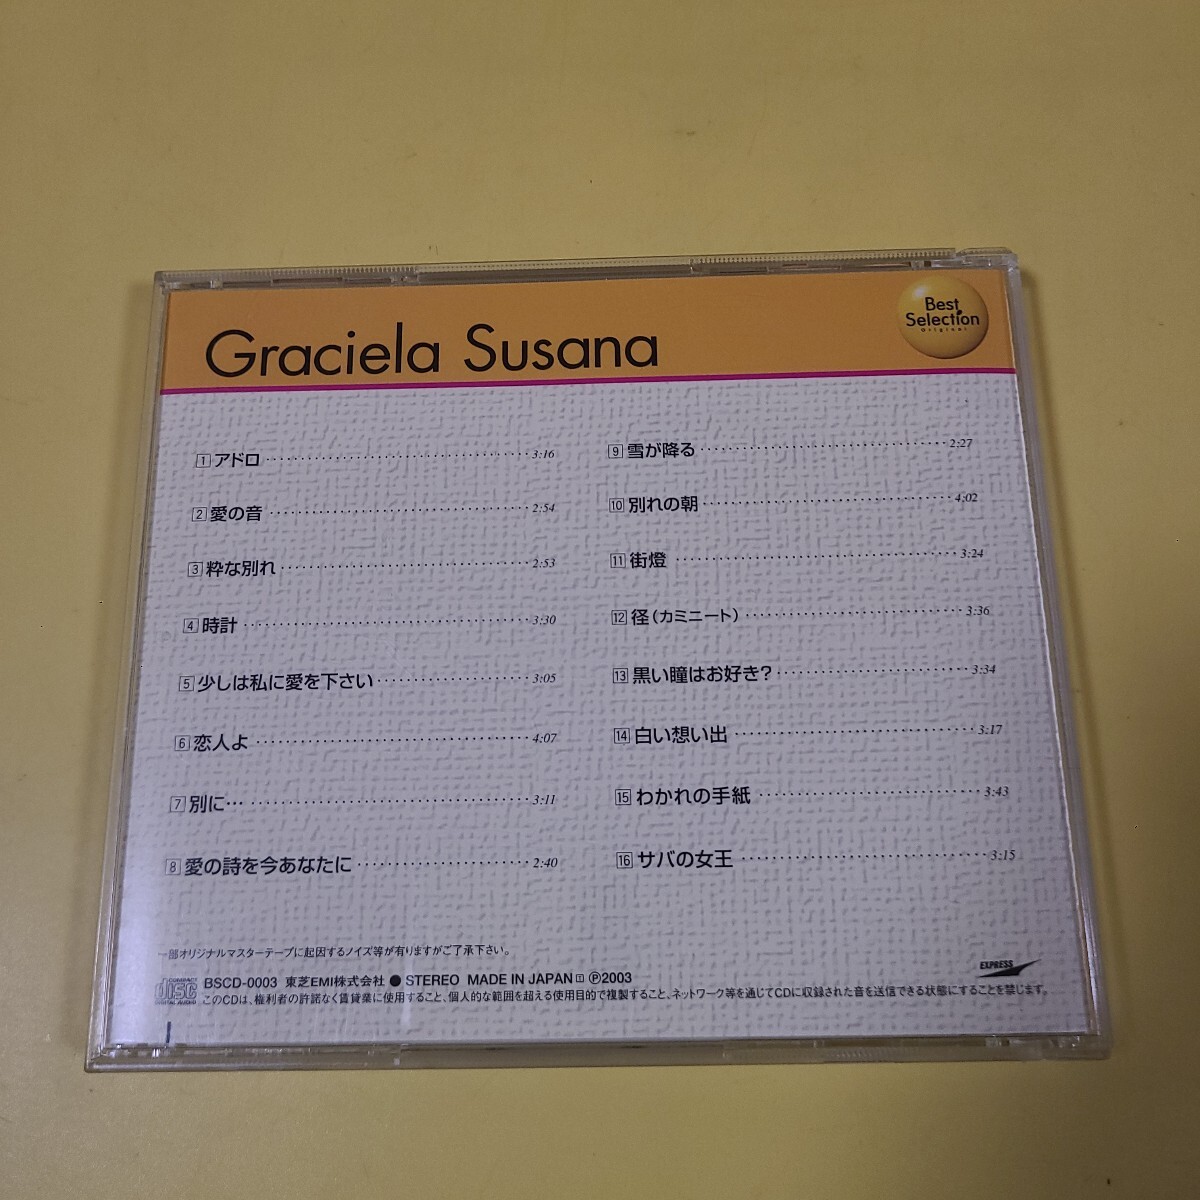 Graciela Susana
Best
Selection
Original
1 アドロ 3:16
2 愛の音 2:54
3 粋な別れ 2:53
4 時計 3:30
5 少しは私に愛を下さい 3:05
6 恋人よ 4:07
7 別に… 3:11
8 愛の詩を今あなたに 2:40
9 雪が降る 2:27
10 別れの朝 4:02
11 街燈 3:24
12 径(カミニート) 3:36
13 黒い瞳はお好き? 3:34
14 白い想い出 3:17
15 わかれの手紙 3:43
16 サバの女王 3:15
一部オリジナルマスターテープに起因するノイズ等が有りますがご了承下さい。
COMPACT
disc
DIGITAL AUDIO
BSCD-0003 東芝EMI株式会社 ● STEREO MADE IN JAPAN Ⓟ2003
EXPRESS
このCDは、権利者の許諾なく賃貸業に使用すること、個人的な範囲を超える使用目的で複製すること、ネットワーク等を通じてCDに収録された音を送信できる状態にすることを禁じます。